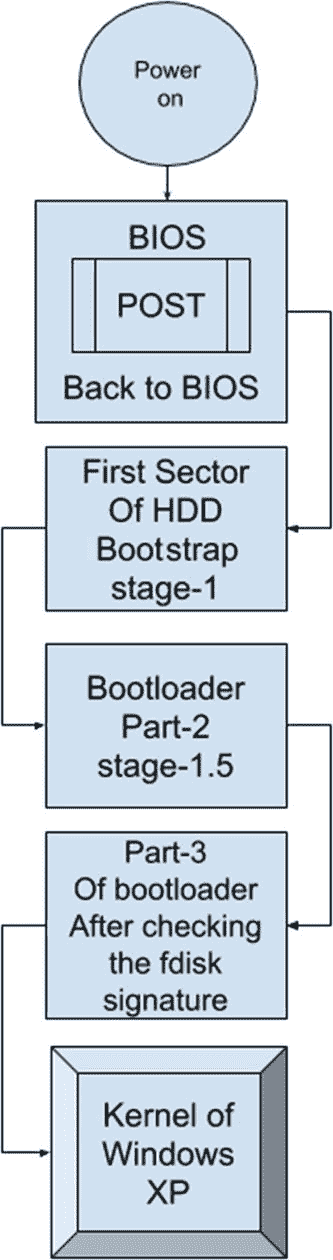 Power
on
BIOS
POST
Back to BIOS
First Sector
Of HDD
Bootstrap
stage-1
Bootloader
Part-2
stage-1.5
Part-3
Of bootloader
After checking
the fdisk
signature
Kernel of
Windows
XP